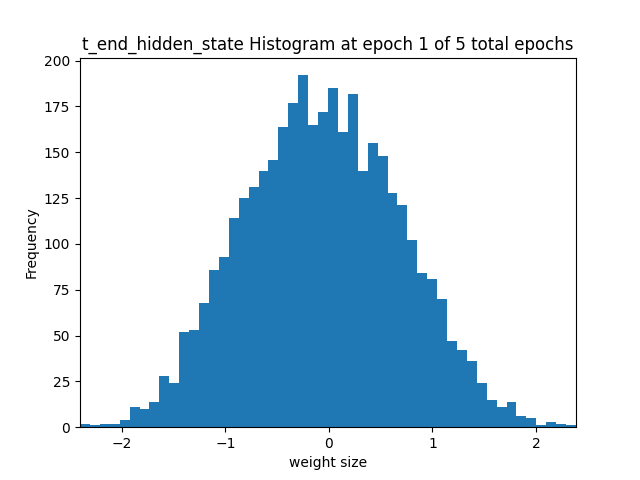 t_end_hidden_state Histogram at epoch 1 of 5 total epochs
200
175
150
125
100
75
50
25
0
Frequency
−2 −1 0 1 2
weight size